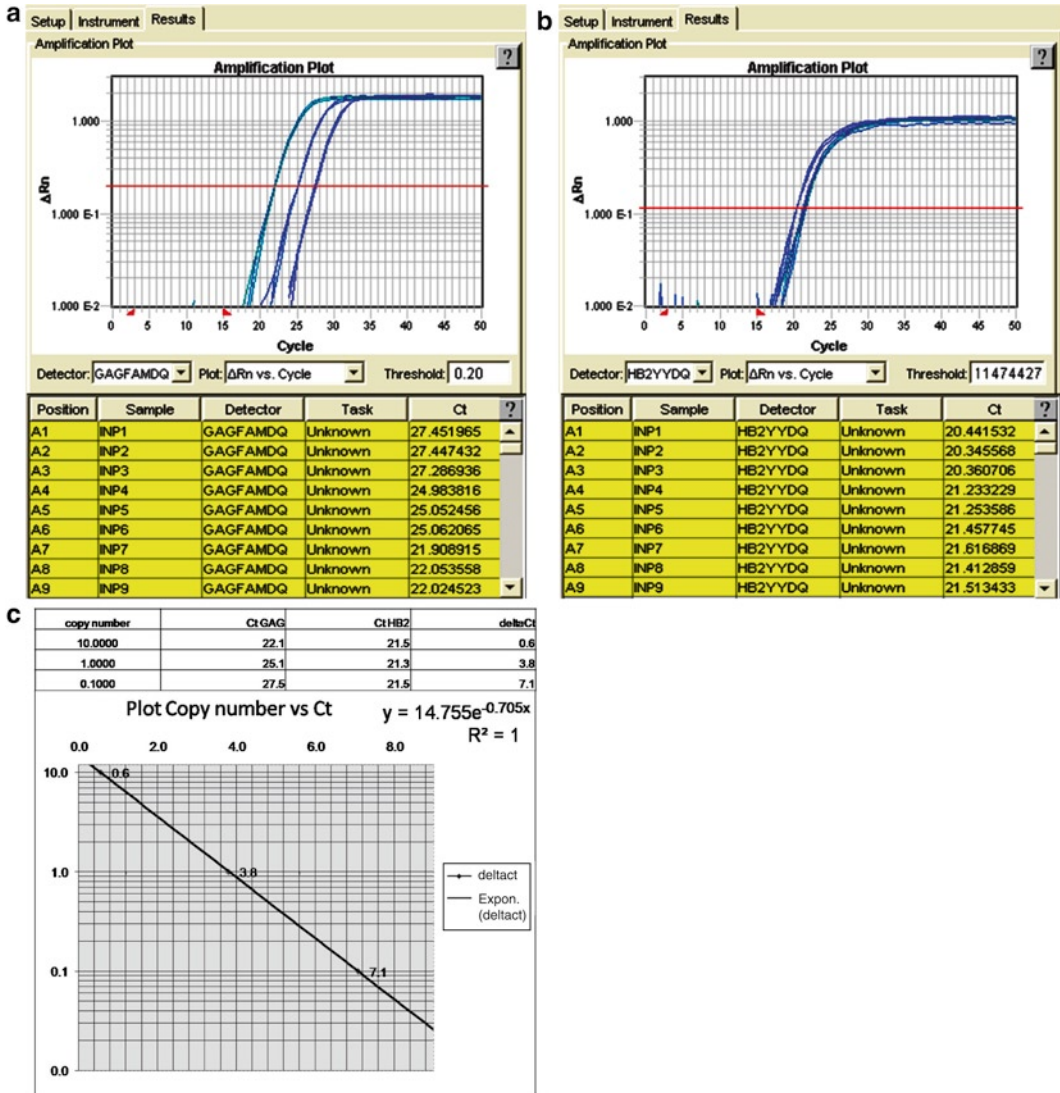 a
Setup Instrument Results
Amplification Plot
?
Amplification Plot
1.000
1.000 E-1
1.000 E-2
ΔRn
0 5 10 15 20 25 30 35 40 45 50
Cycle
Detector: GAGFAMDQ Plot: ΔRn vs. Cycle Threshold: 0.20
Position Sample Detector Task Ct ?
A1 INP1 GAGFAMDQ Unknown 27.451965
A2 INP2 GAGFAMDQ Unknown 27.447432
A3 INP3 GAGFAMDQ Unknown 27.286936
A4 INP4 GAGFAMDQ Unknown 24.983816
A5 INP5 GAGFAMDQ Unknown 25.052456
A6 INP6 GAGFAMDQ Unknown 25.062065
A7 INP7 GAGFAMDQ Unknown 21.908915
A8 INP8 GAGFAMDQ Unknown 22.053558
A9 INP9 GAGFAMDQ Unknown 22.024523
b
Setup Instrument Results
Amplification Plot
?
Amplification Plot
1.000
1.000 E-1
1.000 E-2
ΔRn
0 5 10 15 20 25 30 35 40 45 50
Cycle
Detector: HB2YYDQ Plot: ΔRn vs. Cycle Threshold: 11474427
Position Sample Detector Task Ct ?
A1 INP1 HB2YYDQ Unknown 20.441532
A2 INP2 HB2YYDQ Unknown 20.345568
A3 INP3 HB2YYDQ Unknown 20.360706
A4 INP4 HB2YYDQ Unknown 21.233229
A5 INP5 HB2YYDQ Unknown 21.253586
A6 INP6 HB2YYDQ Unknown 21.457745
A7 INP7 HB2YYDQ Unknown 21.616869
A8 INP8 HB2YYDQ Unknown 21.412859
A9 INP9 HB2YYDQ Unknown 21.513433
c
copy number Ct GAG Ct HB2 deltaCt
10.0000 22.1 21.5 0.6
1.0000 25.1 21.3 3.8
0.1000 27.5 21.5 7.1
Plot Copy number vs Ct
y = 14.755e^-0.705x
R² = 1
0.0 2.0 4.0 6.0 8.0
10.0
1.0
0.1
0.0
0.6
3.8
7.1
deltact
Expon.
(deltact)